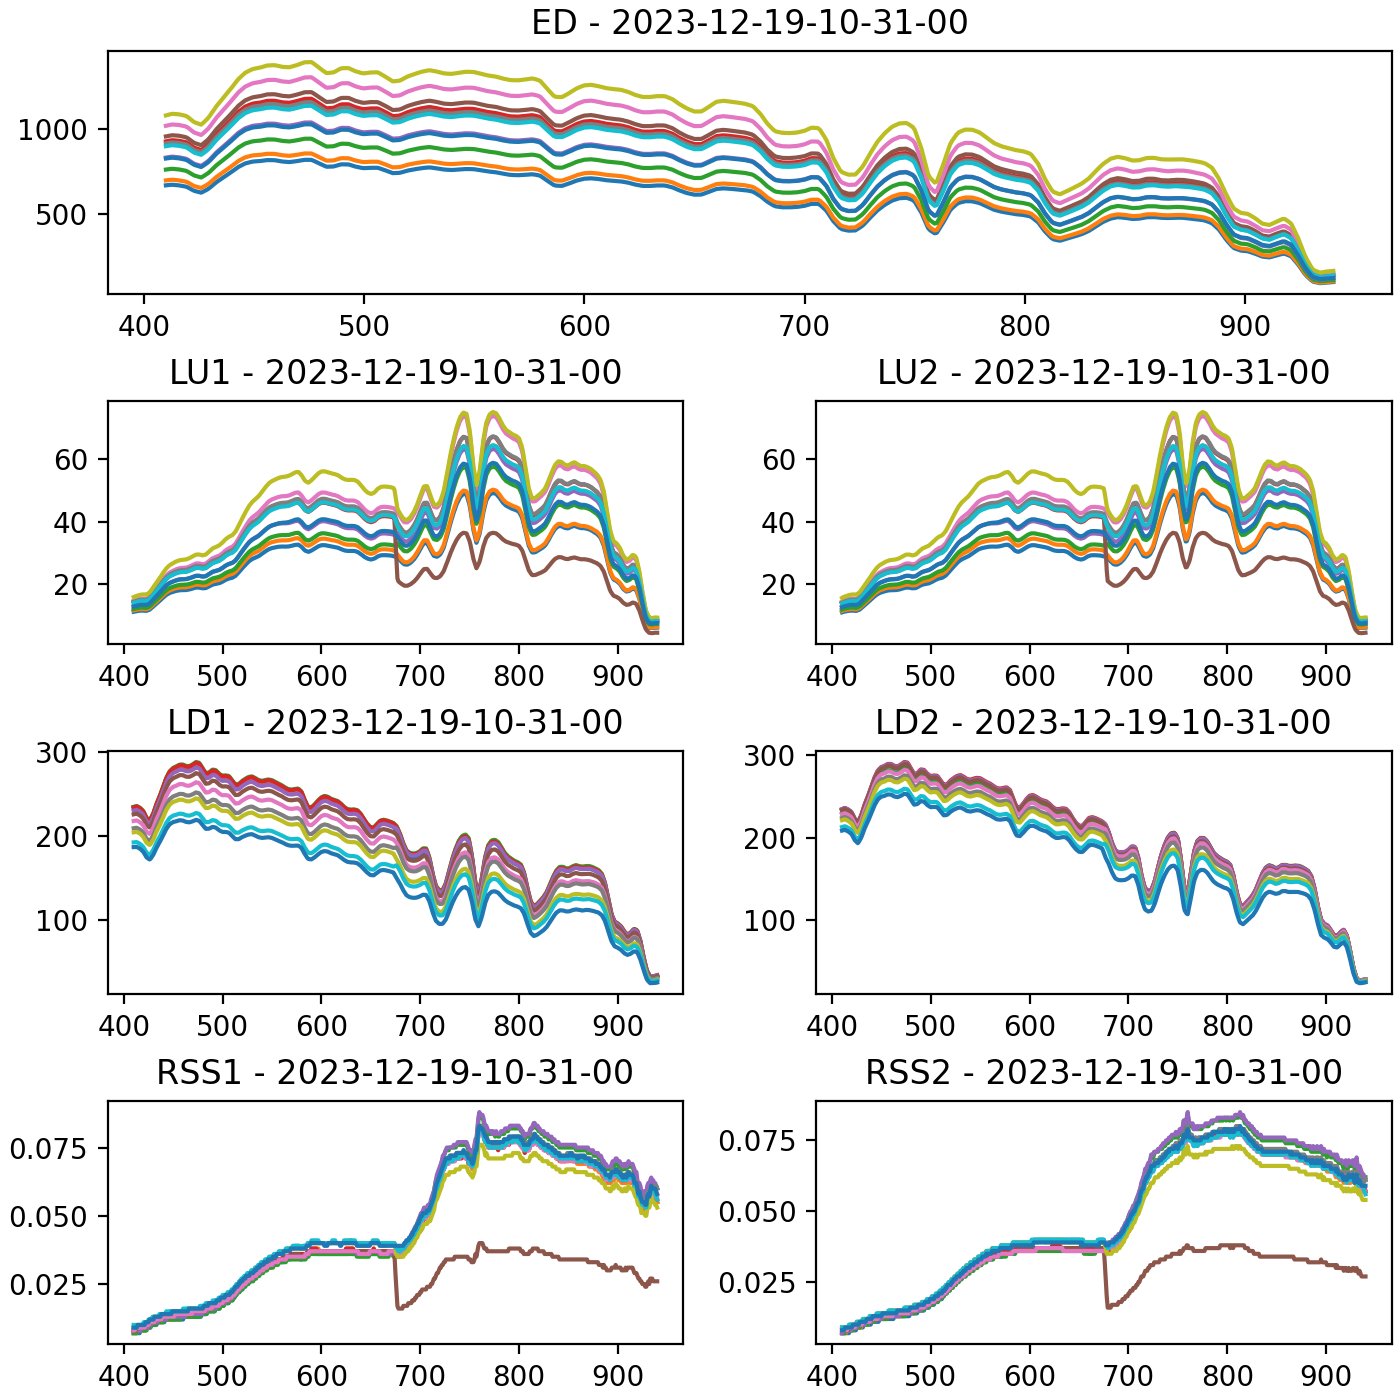 ED - 2023-12-19-10-31-00
1000
500
400 500 600 700 800 900
LU1 - 2023-12-19-10-31-00
LU2 - 2023-12-19-10-31-00
60
40
20
400 500 600 700 800 900
60
40
20
400 500 600 700 800 900
LD1 - 2023-12-19-10-31-00
LD2 - 2023-12-19-10-31-00
300
200
100
400 500 600 700 800 900
300
200
100
400 500 600 700 800 900
RSS1 - 2023-12-19-10-31-00
RSS2 - 2023-12-19-10-31-00
0.075
0.050
0.025
400 500 600 700 800 900
0.075
0.050
0.025
400 500 600 700 800 900